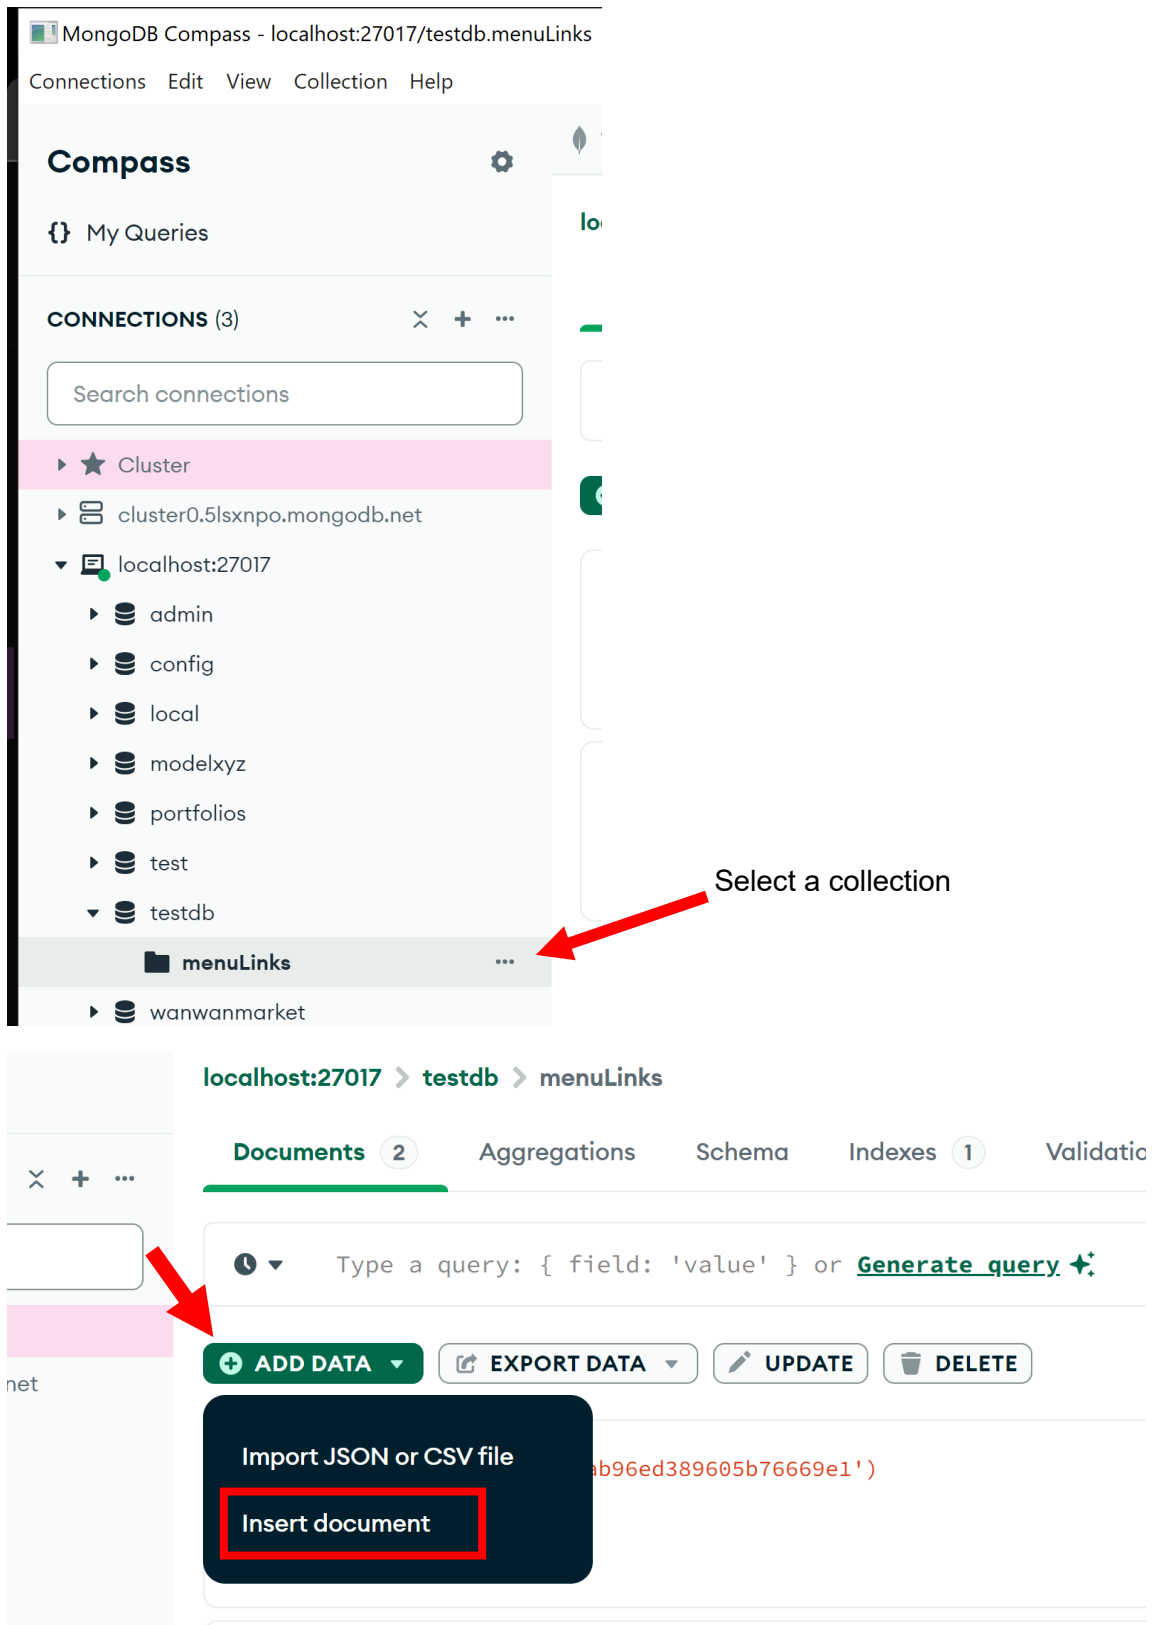 MongoDB Compass - localhost:27017/testdb.menuLinks
Connections Edit View Collection Help
Compass
{} My Queries
CONNECTIONS (3)
Search connections
Cluster
cluster0.5lsxnpo.mongodb.net
localhost:27017
admin
config
local
modelxyz
portfolios
test
Select a collection
testdb
menuLinks
wanwanmarket
localhost:27017 > testdb > menuLinks
Documents 2 Aggregations Schema Indexes 1 Validatio
Type a query: { field: 'value' } or Generate query
ADD DATA EXPORT DATA UPDATE DELETE
net
Import JSON or CSV file
ab96ed389605b76669e1')
Insert document